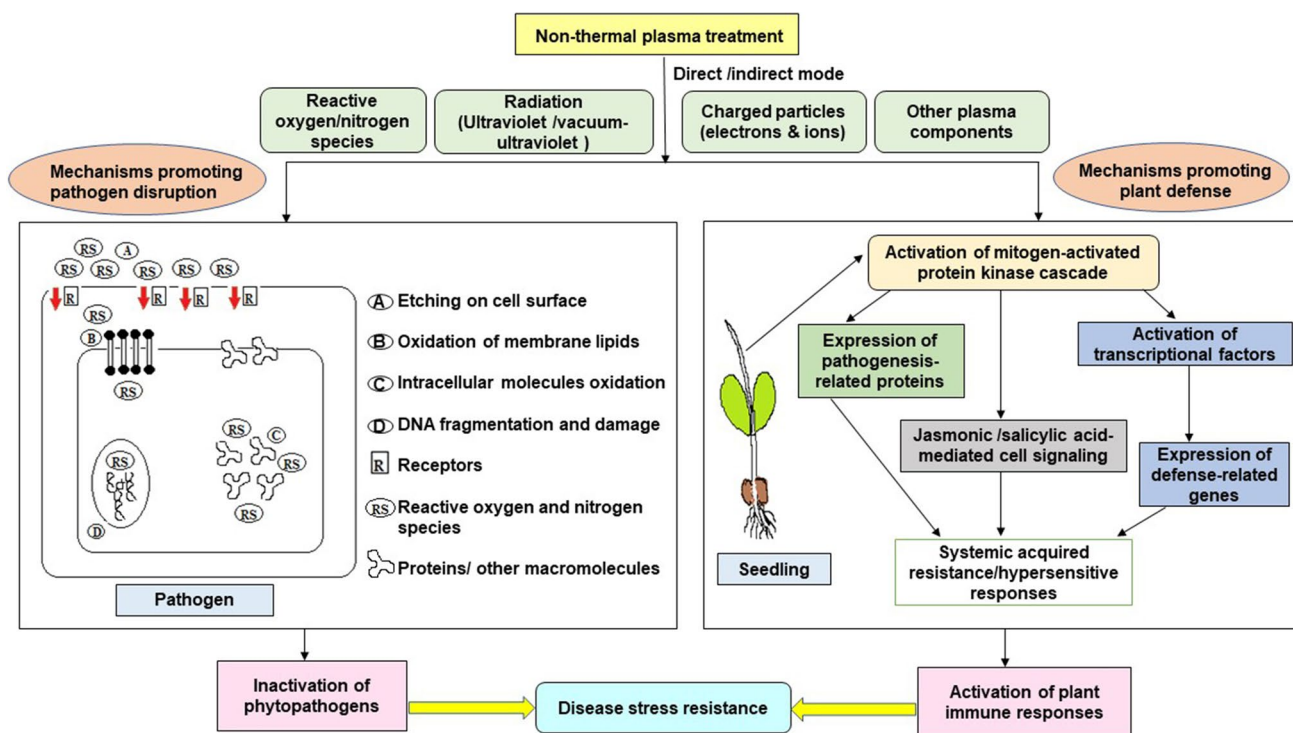 Non-thermal plasma treatment
Direct /indirect mode
Reactive
oxygen/nitrogen
species
Radiation
(Ultraviolet /vacuum-
ultraviolet )
Charged particles
(electrons & ions)
Other plasma
components
Mechanisms promoting
pathogen disruption
Mechanisms promoting
plant defense
RS
A
RS
RS
RS
RS
RS
RS
R
R
R
R
RS
B
RS
RS
C
RS
RS
RS
D
A Etching on cell surface
B Oxidation of membrane lipids
C Intracellular molecules oxidation
D DNA fragmentation and damage
R Receptors
RS Reactive oxygen and nitrogen
species
Proteins/ other macromolecules
Pathogen
Activation of mitogen-activated
protein kinase cascade
Expression of
pathogenesis-
related proteins
Activation of
transcriptional factors
Jasmonic /salicylic acid-
mediated cell signaling
Expression of
defense-related
genes
Systemic acquired
resistance/hypersensitive
responses
Seedling
Inactivation of
phytopathogens
Disease stress resistance
Activation of plant
immune responses